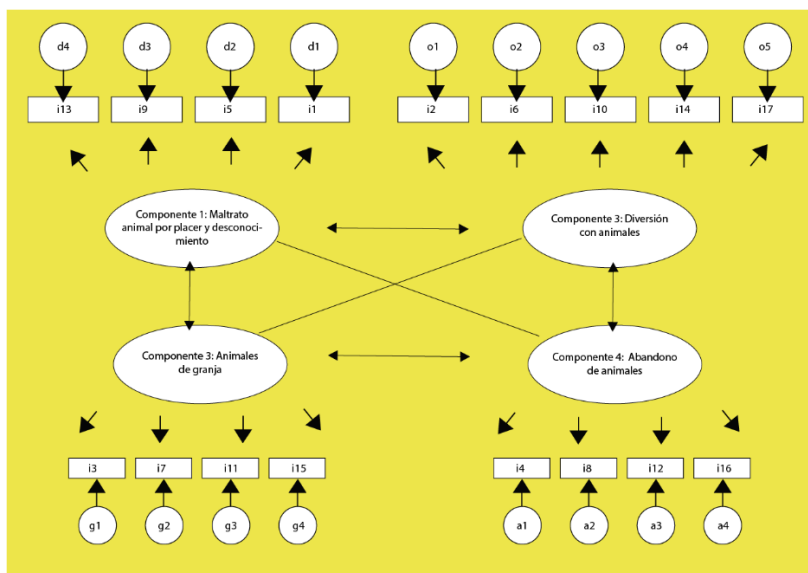 d4 d3 d2 d1 o1 o2 o3 o4 o5
i13 i9 i5 i1 i2 i6 i10 i14 i17
Componente 1: Maltrato
animal por placer y desconoci-
miento
Componente 3: Diversión
con animales
Componente 3: Animales
de granja
Componente 4: Abandono
de animales
i3 i7 i11 i15 i4 i8 i12 i16
g1 g2 g3 g4 a1 a2 a3 a4